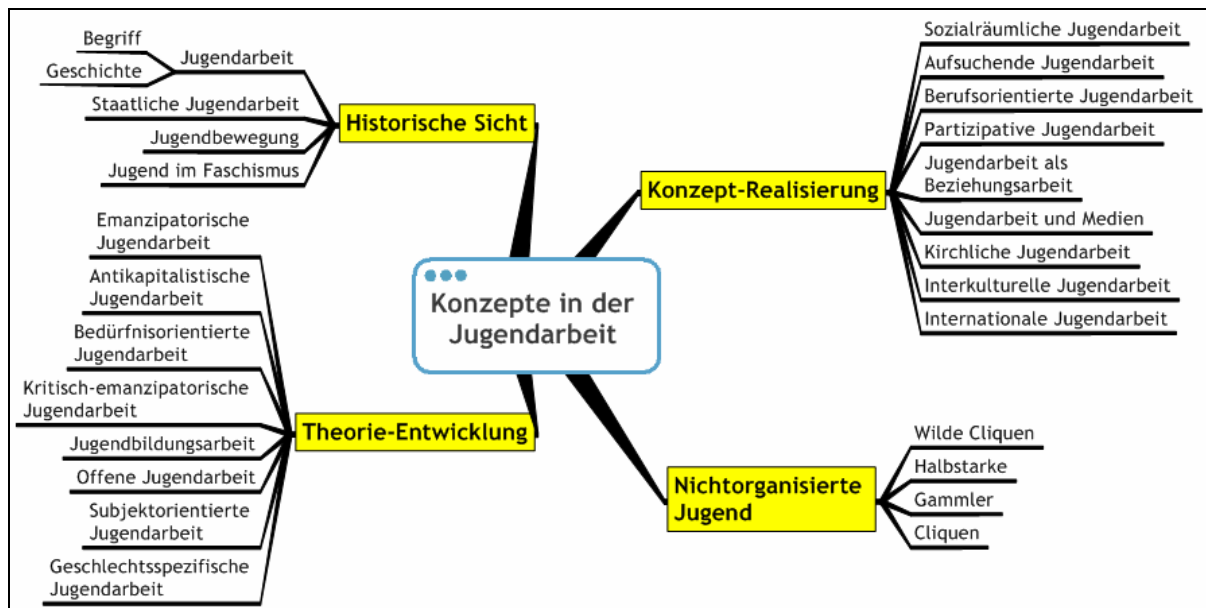 Konzepte in der
Jugendarbeit
Historische Sicht
Jugendarbeit
Begriff
Geschichte
Staatliche Jugendarbeit
Jugendbewegung
Jugend im Faschismus
Theorie-Entwicklung
Emanzipatorische
Jugendarbeit
Antikapitalistische
Jugendarbeit
Bedürfnisorientierte
Jugendarbeit
Kritisch-emanzipatorische
Jugendarbeit
Jugendbildungsarbeit
Offene Jugendarbeit
Subjektorientierte
Jugendarbeit
Geschlechtsspezifische
Jugendarbeit
Konzept-Realisierung
Sozialräumliche Jugendarbeit
Aufsuchende Jugendarbeit
Berufsorientierte Jugendarbeit
Partizipative Jugendarbeit
Jugendarbeit als
Beziehungsarbeit
Jugendarbeit und Medien
Kirchliche Jugendarbeit
Interkulturelle Jugendarbeit
Internationale Jugendarbeit
Nichtorganisierte
Jugend
Wilde Cliquen
Halbstarke
Gammler
Cliquen